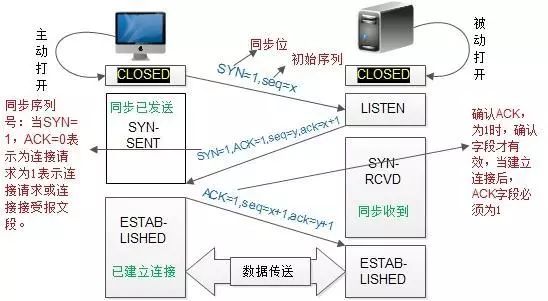 主动打开
被动打开
同步位
初始序列
CLOSED
CLOSED
SYN=1,seq=x
同步序列
号：当SYN=
1，ACK=0表
示为连接请
求为1表示连
接请求或连
接接受报文
段。
同步已发送
SYN-
SENT
LISTEN
SYN=1,ACK=1,seq=y,ack=x+1
确认ACK,
为1时，确认
字段才有
效，当建立
连接后，
ACK字段必
须为1
SYN-
RCVD
同步收到
ACK=1,seq=x+1,ack=y+1
ESTAB-
LISHED
已建立连接
数据传送
ESTAB-
LISHED